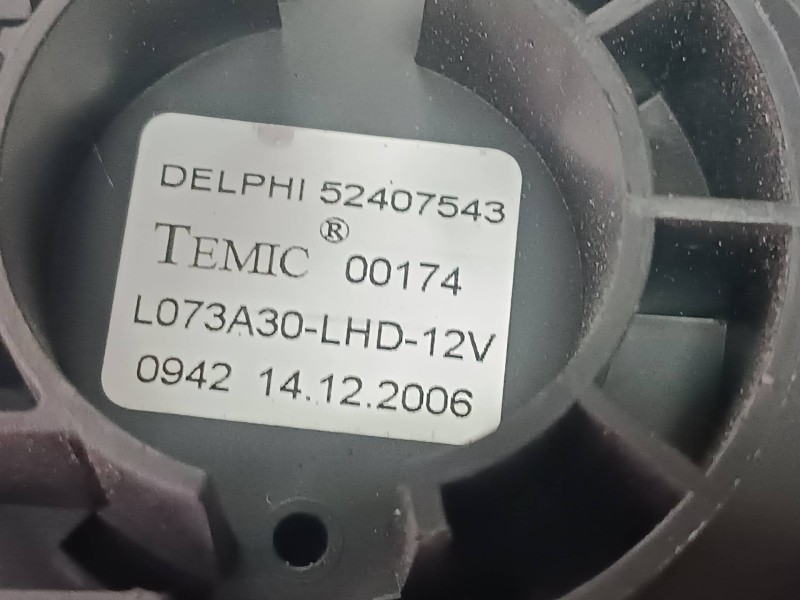 DELPHI 52407543
TEMIC ® 00174
L073A30-LHD-12V
0942 14.12.2006